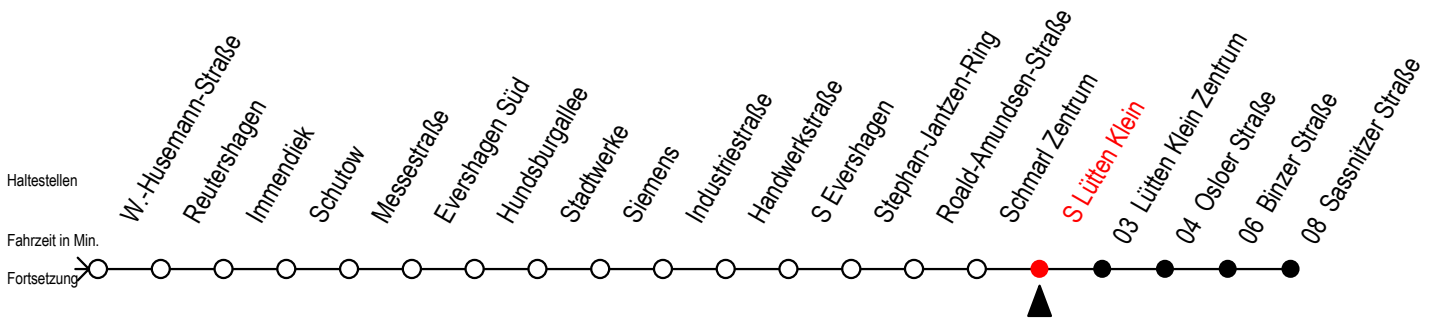 W.-Husemann-Straße
Reutershagen
Immendiek
Schutow
Messestraße
Evershagen Süd
Hundsburgallee
Stadtwerke
Siemens
Industriestraße
Handwerkstraße
S Evershagen
Stephan-Jantzen-Ring
Roald-Amundsen-Straße
Schmarl Zentrum
S Lütten Klein
03 Lütten Klein Zentrum
04 Osloer Straße
06 Binzer Straße
08 Sassnitzer Straße
Haltestellen
Fahrzeit in Min.
Fortsetzung